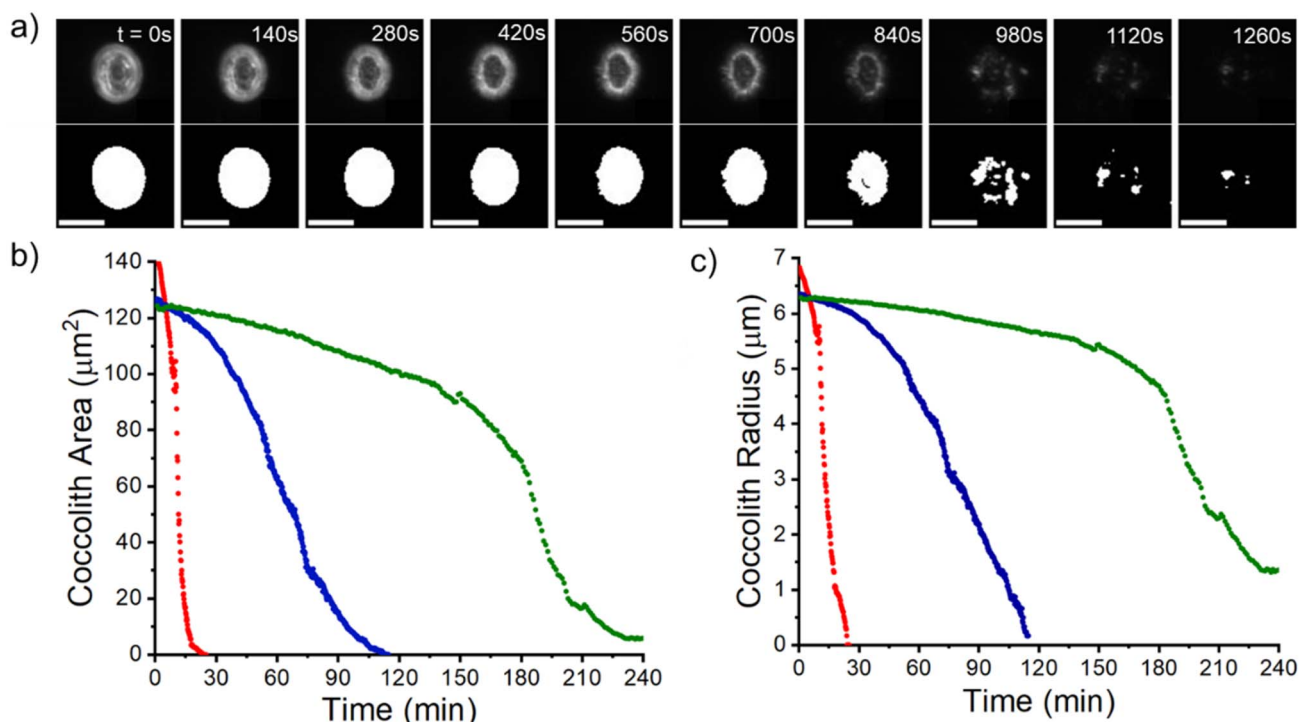 a)
t = 0s 140s 280s 420s 560s 700s 840s 980s 1120s 1260s
b)
140
120
100
80
60
40
20
0
Coccolith Area (μm²)
0 30 60 90 120 150 180 210 240
Time (min)
c)
7
6
5
4
3
2
1
0
Coccolith Radius (μm)
0 30 60 90 120 150 180 210 240
Time (min)